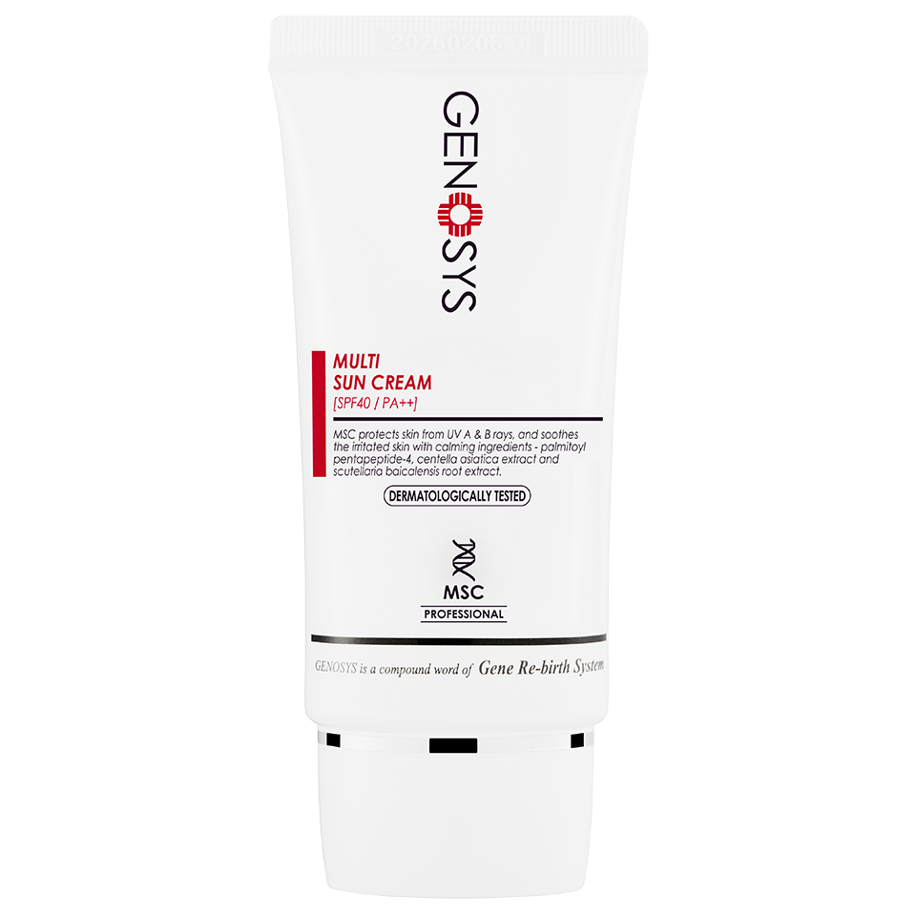 GENOSYS
MULTI
SUN CREAM
[SPF40 / PA++]
MSC protects skin from UV A & B rays, and soothes
the irritated skin with calming ingredients - palmitoyl
pentapeptide-4, centella asiatica extract and
scutellaria baicalensis root extract.
DERMATOLOGICALLY TESTED
MSC
PROFESSIONAL
GENOSYS is a compound word of Gene Re-birth System